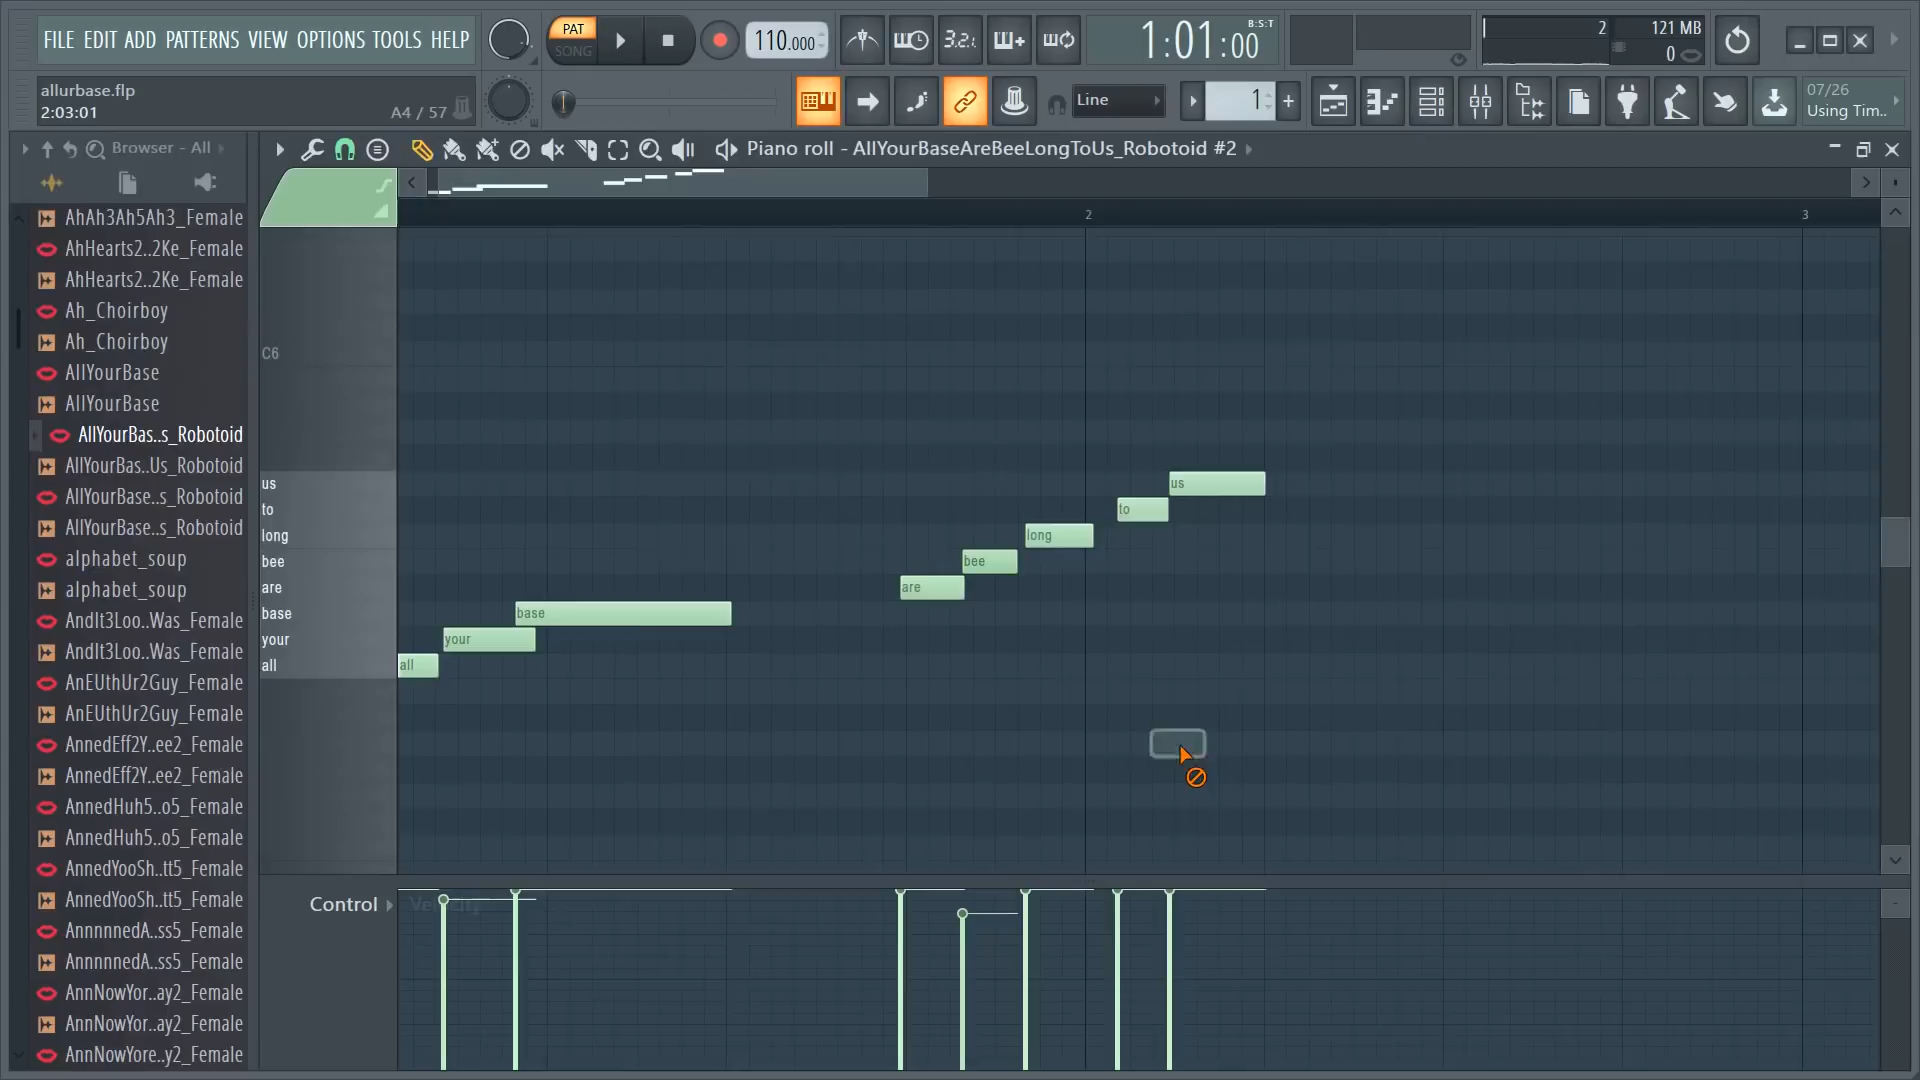 FILE EDIT ADD PATTERNS VIEW OPTIONS TOOLS HELP
PAT
SONG
110.000
3.2.
1:01:00
B:S:T
2
121 MB
0
allurbase.flp
2:03:01
A4 / 57
Line
1
07/26
Using Tim..
Browser - All
Piano roll - AllYourBaseAreBeeLongToUs_Robotoid #2
2
3
AhAh3Ah5Ah3_Female
AhHearts2..2Ke_Female
AhHearts2..2Ke_Female
Ah_Choirboy
Ah_Choirboy
AllYourBase
AllYourBase
AllYourBas..s_Robotoid
AllYourBas..Us_Robotoid
AllYourBase..s_Robotoid
AllYourBase..s_Robotoid
alphabet_soup
alphabet_soup
AndIt3Loo..Was_Female
AndIt3Loo..Was_Female
AnEUthUr2Guy_Female
AnEUthUr2Guy_Female
AnnedEff2Y..ee2_Female
AnnedEff2Y..ee2_Female
AnnedHuh5..o5_Female
AnnedHuh5..o5_Female
AnnedYooSh..tt5_Female
AnnedYooSh..tt5_Female
AnnnnnedA..ss5_Female
AnnnnnedA..ss5_Female
AnnNowYor..ay2_Female
AnnNowYor..ay2_Female
AnnNowYore..y2_Female
C6
us
to
long
bee
are
base
your
all
us
to
long
bee
are
base
your
all
Control
Velocity